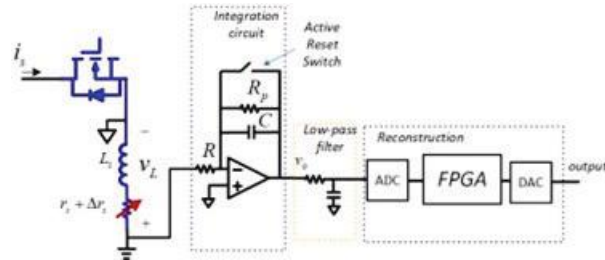 Integration
circuit
Active
Reset
Switch
i_s
R_p
C
R
Low-pass
filter
Reconstruction
v_o
ADC
FPGA
DAC
output
L_s
v_L
−
+
r_s + Δr_s
−
+